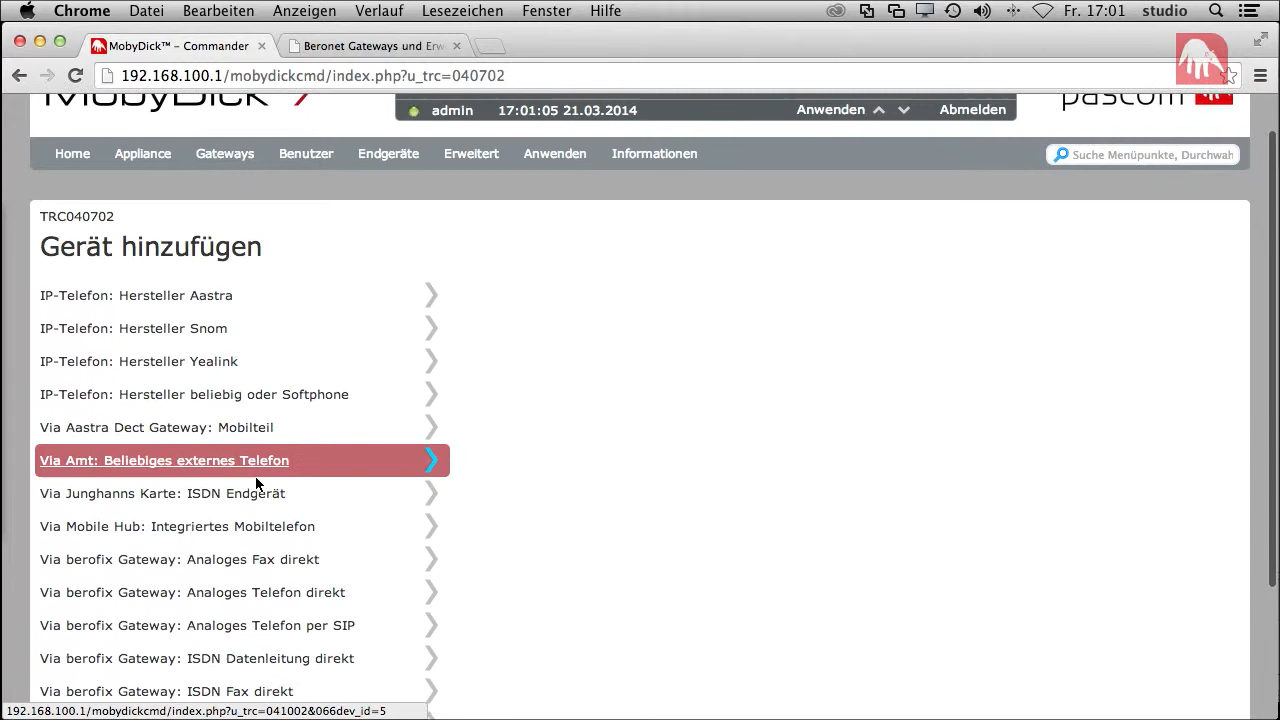 Chrome Datei Bearbeiten Anzeigen Verlauf Lesezeichen Fenster Hilfe Fr. 17:01 studio
MobyDick™ – Commander Beronet Gateways und Erw
192.168.100.1/mobydickcmd/index.php?u_trc=040702
MobyDick 7 pascom
admin 17:01:05 21.03.2014 Anwenden Abmelden
Home Appliance Gateways Benutzer Endgeräte Erweitert Anwenden Informationen Suche Menüpunkte, Durchwah
TRC040702
Gerät hinzufügen
IP-Telefon: Hersteller Aastra
IP-Telefon: Hersteller Snom
IP-Telefon: Hersteller Yealink
IP-Telefon: Hersteller beliebig oder Softphone
Via Aastra Dect Gateway: Mobilteil
Via Amt: Beliebiges externes Telefon
Via Junghanns Karte: ISDN Endgerät
Via Mobile Hub: Integriertes Mobiltelefon
Via berofix Gateway: Analoges Fax direkt
Via berofix Gateway: Analoges Telefon direkt
Via berofix Gateway: Analoges Telefon per SIP
Via berofix Gateway: ISDN Datenleitung direkt
Via berofix Gateway: ISDN Fax direkt
192.168.100.1/mobydickcmd/index.php?u_trc=041002&066dev_id=5